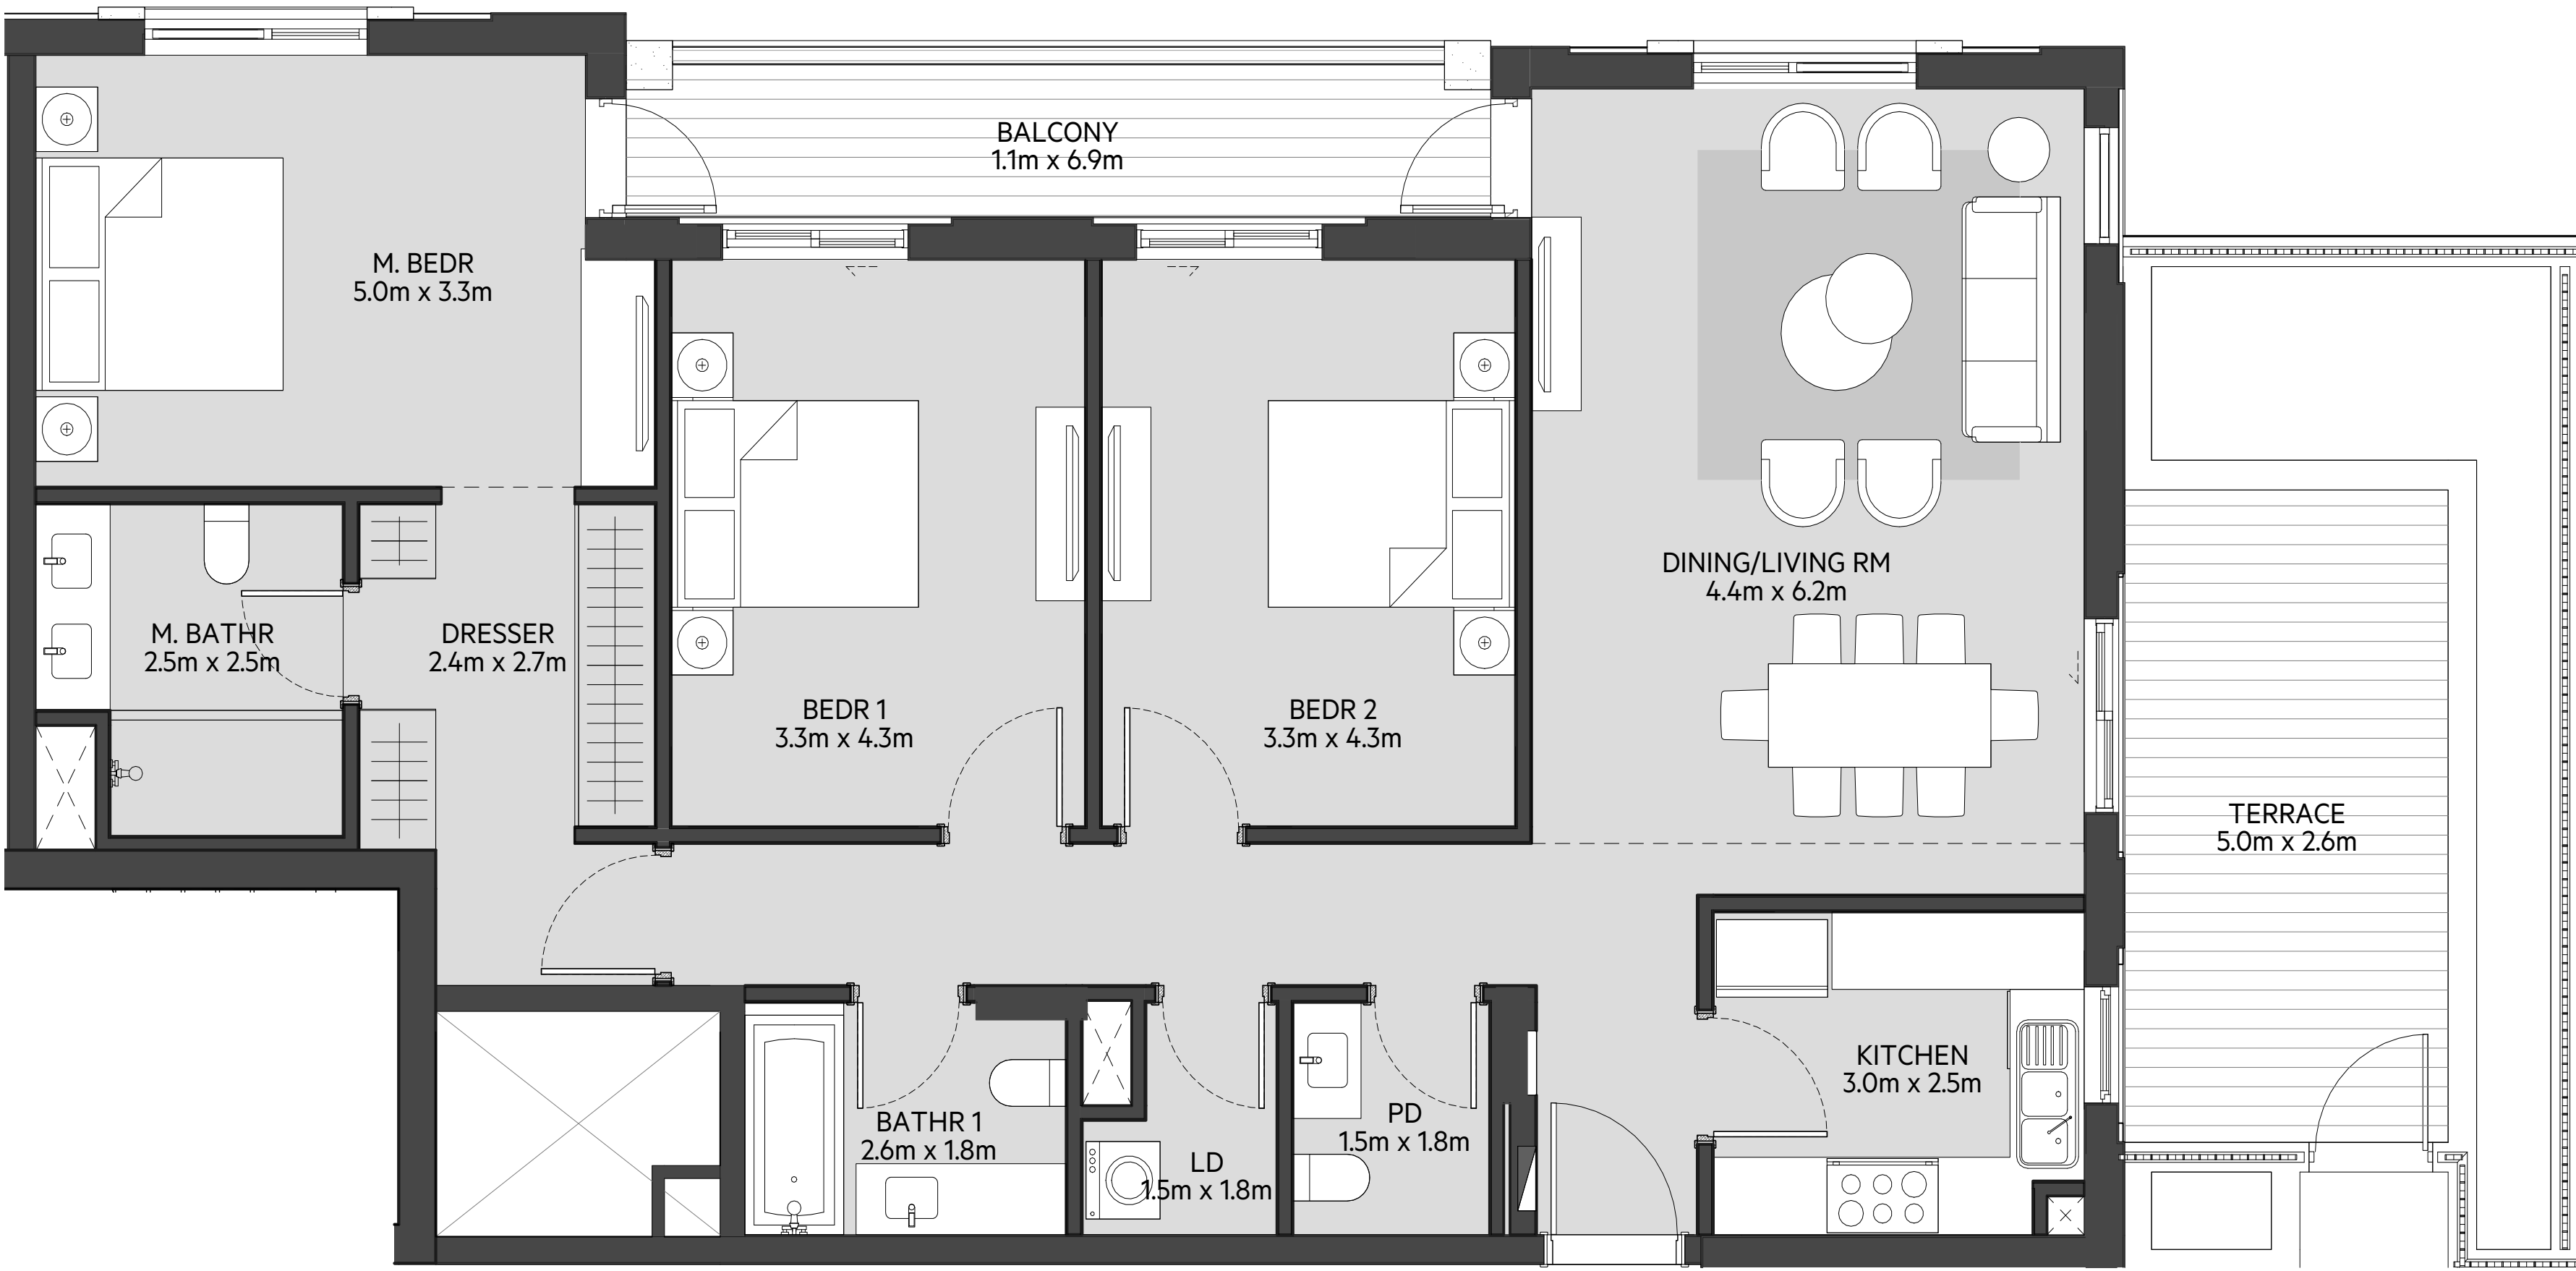 BALCONY
1.1m x 6.9m
M. BEDR
5.0m x 3.3m
DINING/LIVING RM
4.4m x 6.2m
M. BATHR
2.5m x 2.5m
DRESSER
2.4m x 2.7m
BEDR 1
3.3m x 4.3m
BEDR 2
3.3m x 4.3m
TERRACE
5.0m x 2.6m
KITCHEN
3.0m x 2.5m
BATHR 1
2.6m x 1.8m
PD
1.5m x 1.8m
LD
1.5m x 1.8m